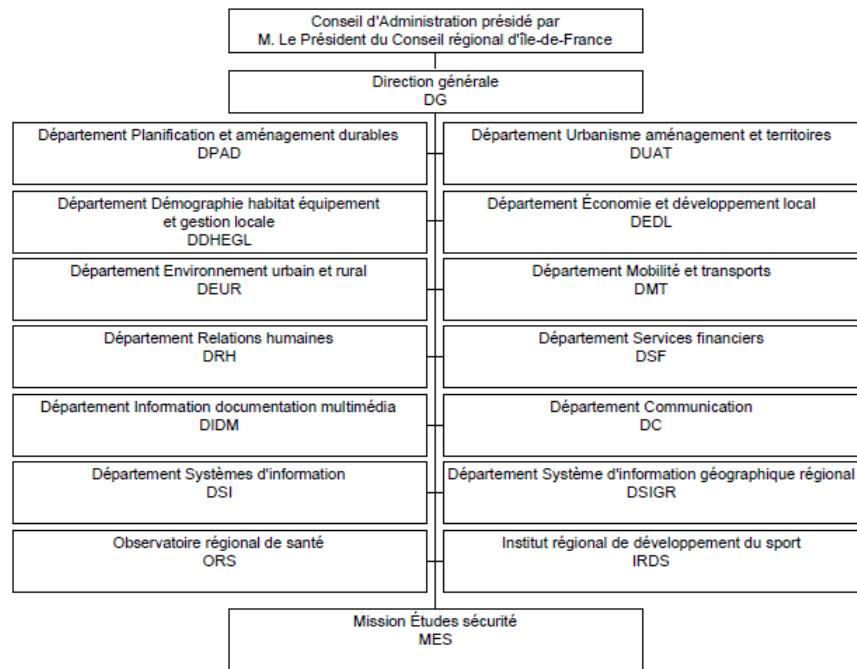 Conseil d'Administration présidé par
M. Le Président du Conseil régional d'île-de-France
Direction générale
DG
Département Planification et aménagement durables
DPAD
Département Urbanisme aménagement et territoires
DUAT
Département Démographie habitat équipement
et gestion locale
DDHEGL
Département Économie et développement local
DEDL
Département Environnement urbain et rural
DEUR
Département Mobilité et transports
DMT
Département Relations humaines
DRH
Département Services financiers
DSF
Département Information documentation multimédia
DIDM
Département Communication
DC
Département Systèmes d'information
DSI
Département Système d'information géographique régional
DSIGR
Observatoire régional de santé
ORS
Institut régional de développement du sport
IRDS
Mission Études sécurité
MES